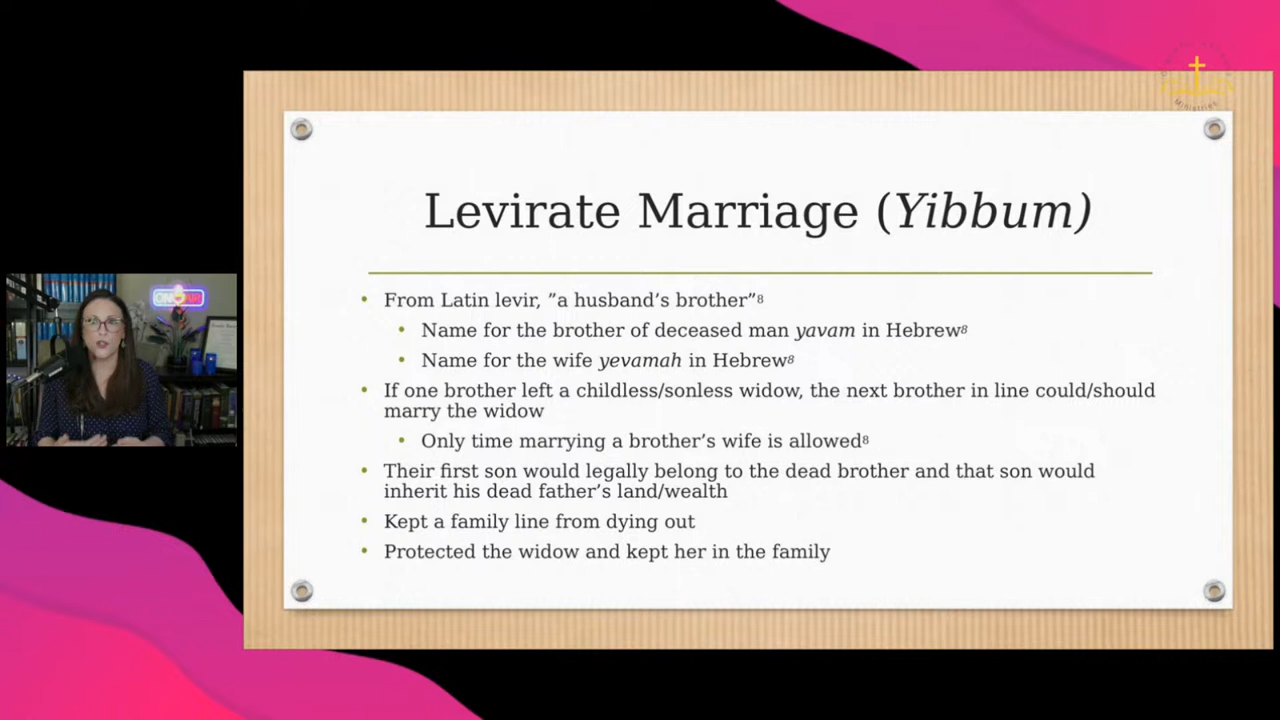 Ministries
Levirate Marriage (Yibbum)
• From Latin levir, ”a husband’s brother”8
• Name for the brother of deceased man yavam in Hebrew8
• Name for the wife yevamah in Hebrew8
• If one brother left a childless/sonless widow, the next brother in line could/should
marry the widow
• Only time marrying a brother’s wife is allowed8
• Their first son would legally belong to the dead brother and that son would
inherit his dead father’s land/wealth
• Kept a family line from dying out
• Protected the widow and kept her in the family
ON AIR